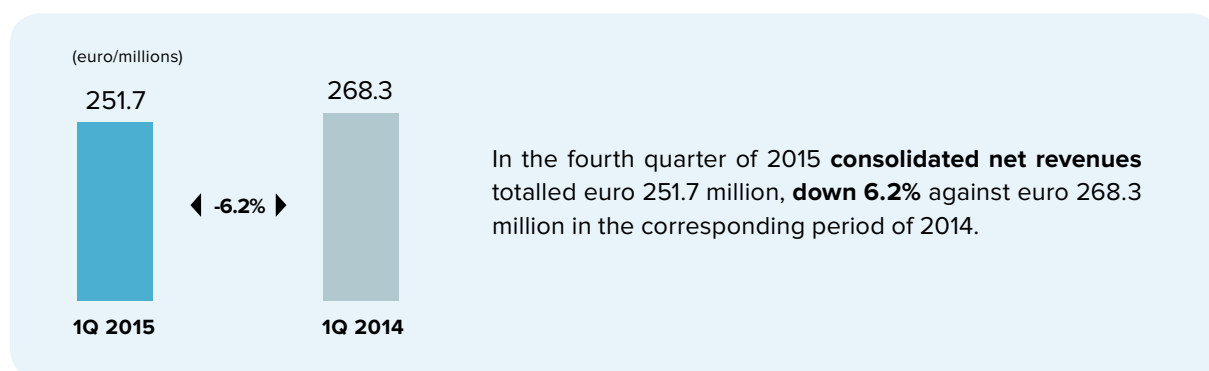 (euro/millions)
251.7
268.3
-6.2%
1Q 2015
1Q 2014
In the fourth quarter of 2015 consolidated net revenues
totalled euro 251.7 million, down 6.2% against euro 268.3
million in the corresponding period of 2014.